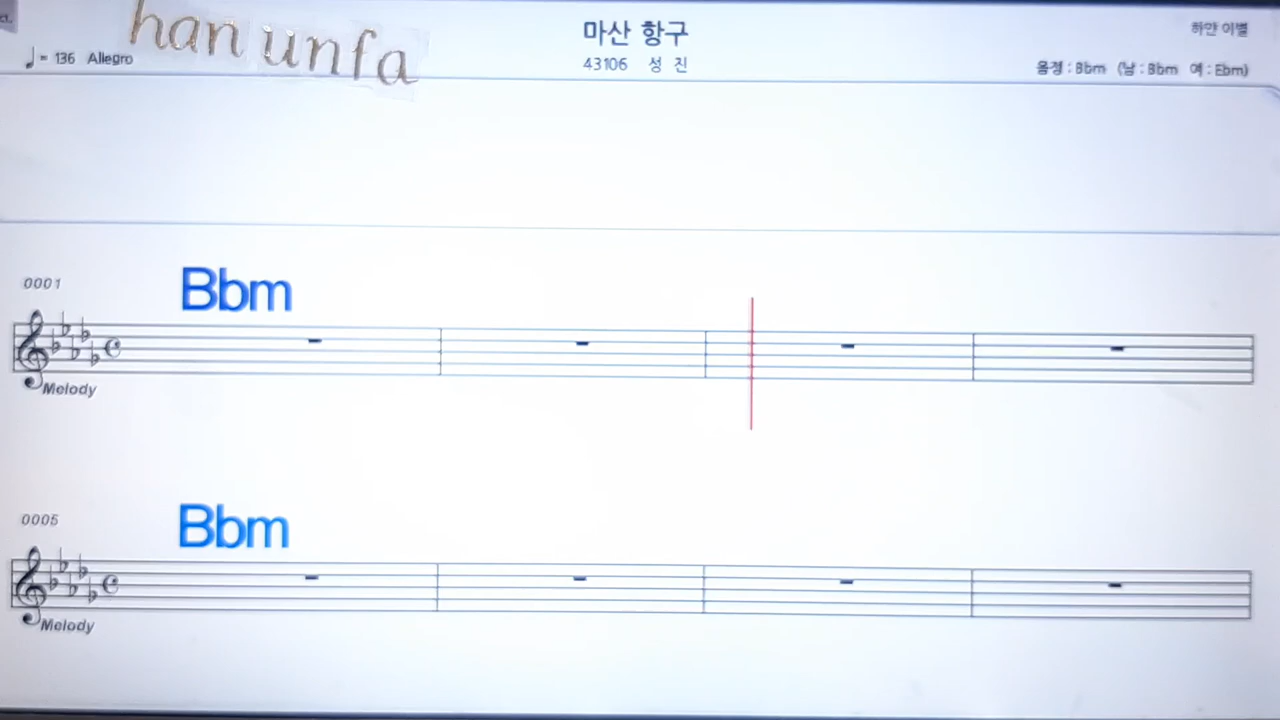 ct.
han unfa
마산 항구
하얀 이별
♩= 136 Allegro
43106 성 진
음정 : Bbm (남 : Bbm 여 : Ebm)
0001
Bbm
Melody
0005
Bbm
Melody